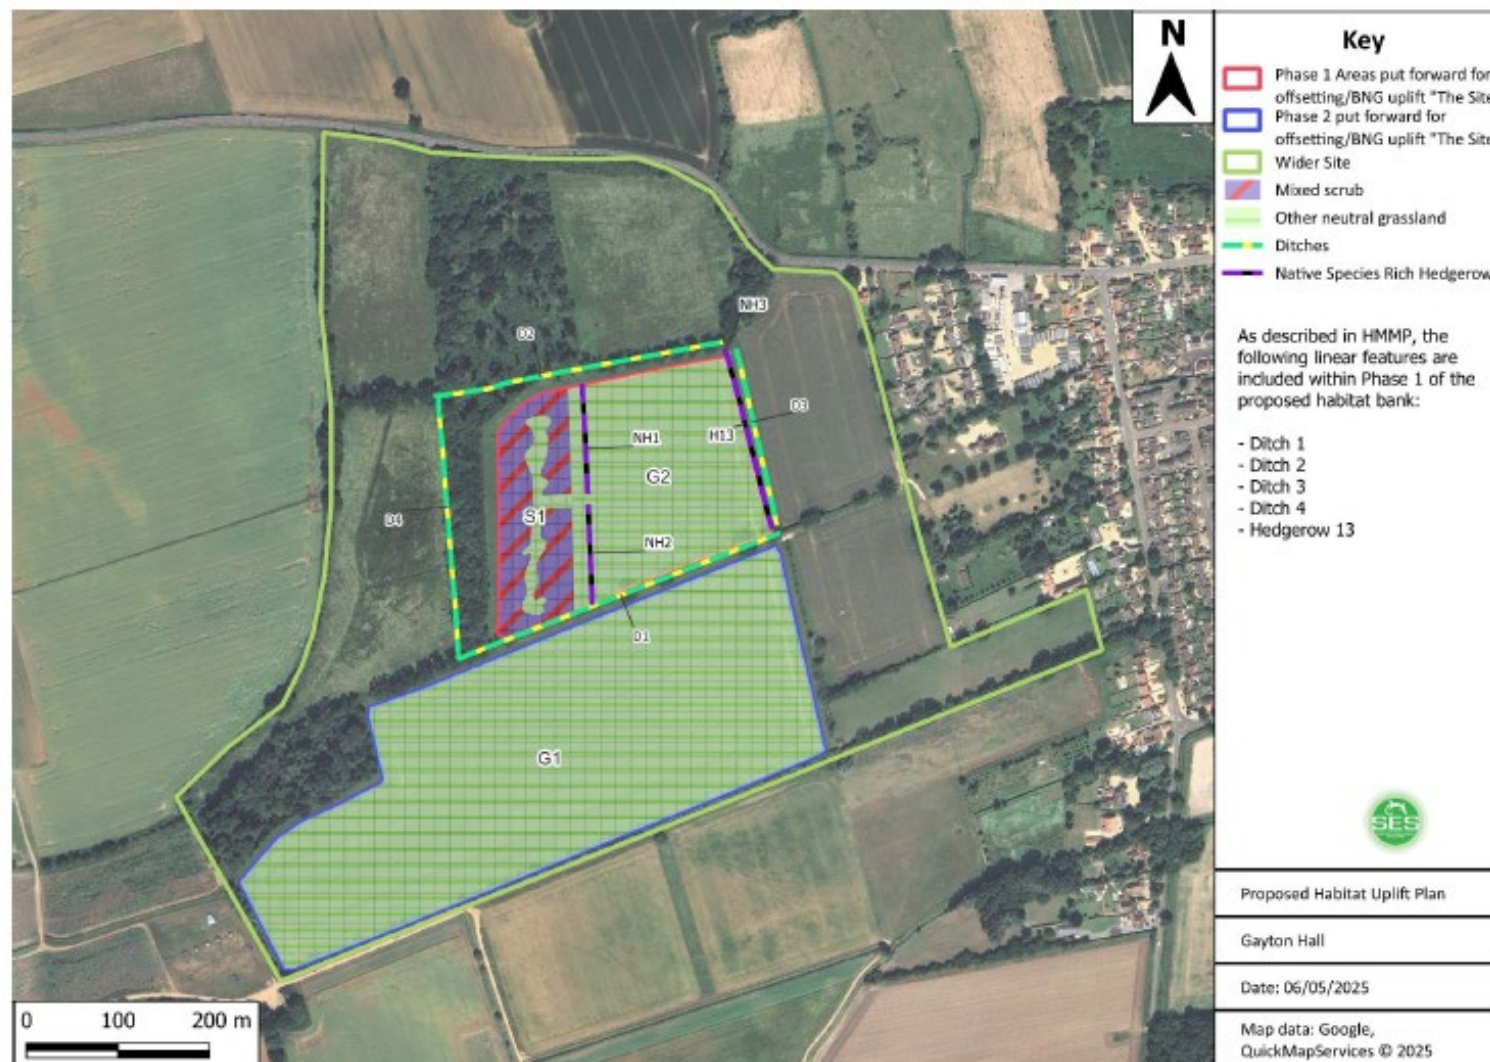 N
Key
Phase 1 Areas put forward for
offsetting/BNG uplift "The Site
Phase 2 put forward for
offsetting/BNG uplift "The Site
Wider Site
Mixed scrub
Other neutral grassland
Ditches
Native Species Rich Hedgerow
As described in HMMP, the
following linear features are
included within Phase 1 of the
proposed habitat bank:
- Ditch 1
- Ditch 2
- Ditch 3
- Ditch 4
- Hedgerow 13
SES
Proposed Habitat Uplift Plan
Gayton Hall
Date: 06/05/2025
Map data: Google,
QuickMapServices © 2025
NH3
D2
D3
H13
NH1
G2
D4
S1
NH2
D1
G1
0 100 200 m